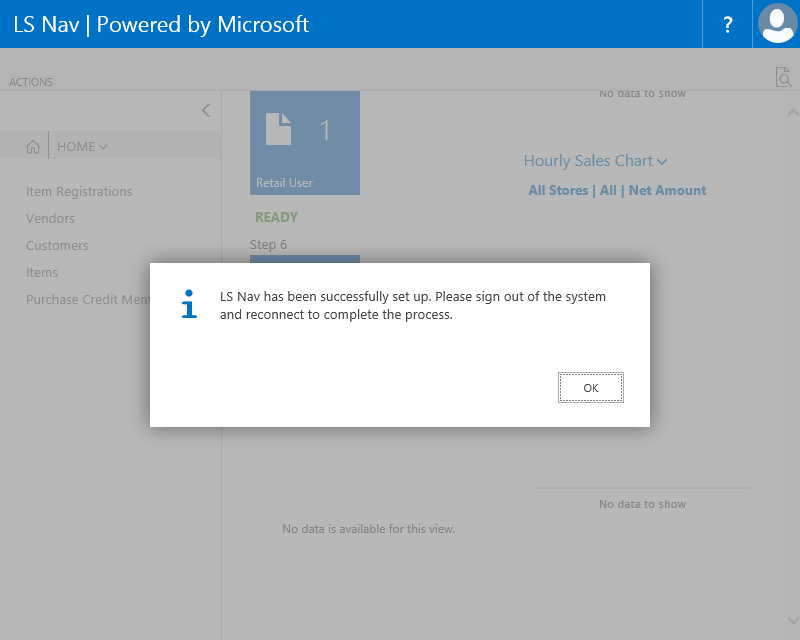 LS Nav | Powered by Microsoft
?
ACTIONS
No data to show
1
HOME
Hourly Sales Chart
Retail User
All Stores | All | Net Amount
Item Registrations
READY
Vendors
Step 6
Customers
Items
Purchase Credit Mem
LS Nav has been successfully set up. Please sign out of the system
and reconnect to complete the process.
OK
No data to show
No data is available for this view.